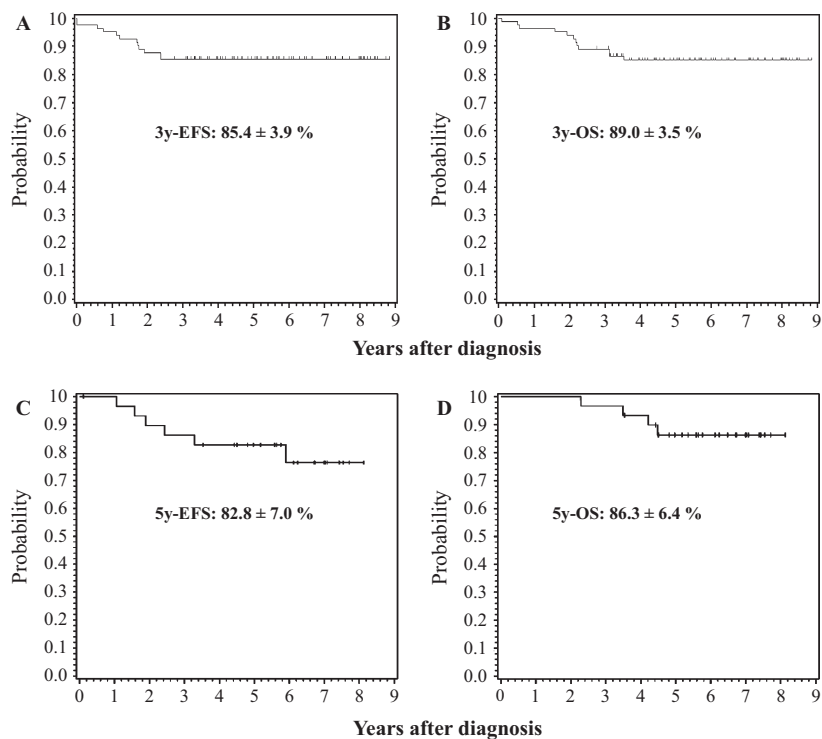 A
10
0.9
0.8
0.7
0.6
0.5
0.4
0.3
0.2
0.1
0.0
Probability
3y-EFS: 85.4 ± 3.9 %
0 1 2 3 4 5 6 7 8 9
B
10
0.9
0.8
0.7
0.6
0.5
0.4
0.3
0.2
0.1
0.0
Probability
3y-OS: 89.0 ± 3.5 %
0 1 2 3 4 5 6 7 8 9
Years after diagnosis
C
10
0.9
0.8
0.7
0.6
0.5
0.4
0.3
0.2
0.1
0.0
Probability
5y-EFS: 82.8 ± 7.0 %
0 1 2 3 4 5 6 7 8 9
D
10
0.9
0.8
0.7
0.6
0.5
0.4
0.3
0.2
0.1
0.0
Probability
5y-OS: 86.3 ± 6.4 %
0 1 2 3 4 5 6 7 8 9
Years after diagnosis